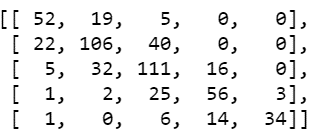 [[ 52, 19, 5, 0, 0],
[ 22, 106, 40, 0, 0],
[ 5, 32, 111, 16, 0],
[ 1, 2, 25, 56, 3],
[ 1, 0, 6, 14, 34]]